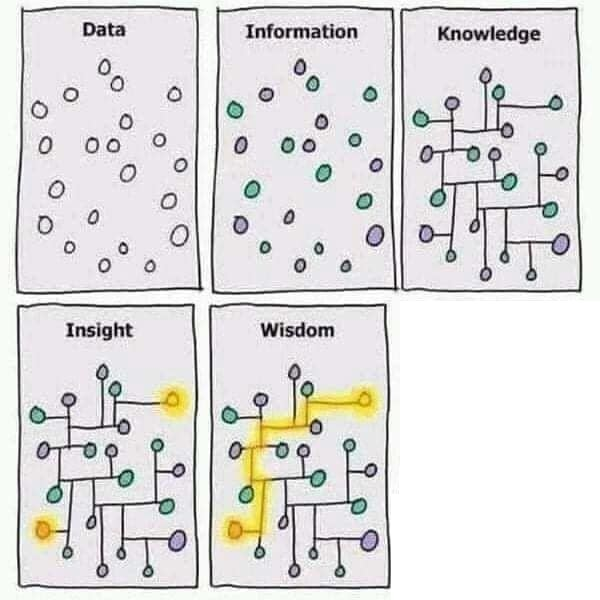 Data
Information
Knowledge
Insight
Wisdom